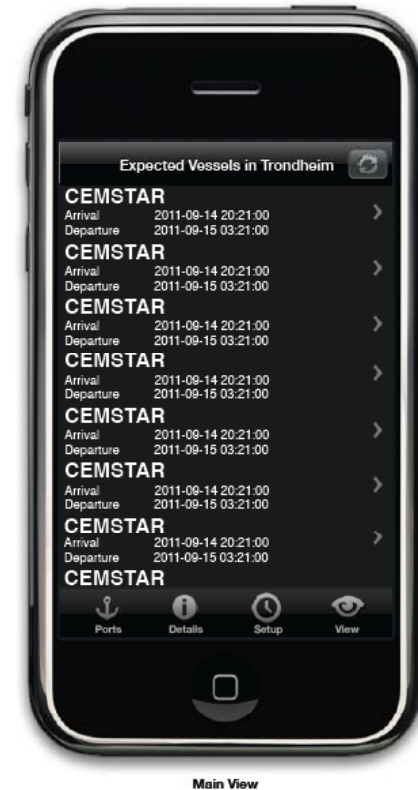 Expected Vessels in Trondheim
CEMSTAR
Arrival 2011-09-14 20:21:00
Departure 2011-09-15 03:21:00
CEMSTAR
Arrival 2011-09-14 20:21:00
Departure 2011-09-15 03:21:00
CEMSTAR
Arrival 2011-09-14 20:21:00
Departure 2011-09-15 03:21:00
CEMSTAR
Arrival 2011-09-14 20:21:00
Departure 2011-09-15 03:21:00
CEMSTAR
Arrival 2011-09-14 20:21:00
Departure 2011-09-15 03:21:00
CEMSTAR
Arrival 2011-09-14 20:21:00
Departure 2011-09-15 03:21:00
CEMSTAR
Arrival 2011-09-14 20:21:00
Departure 2011-09-15 03:21:00
CEMSTAR
Ports Details Setup View
Main View